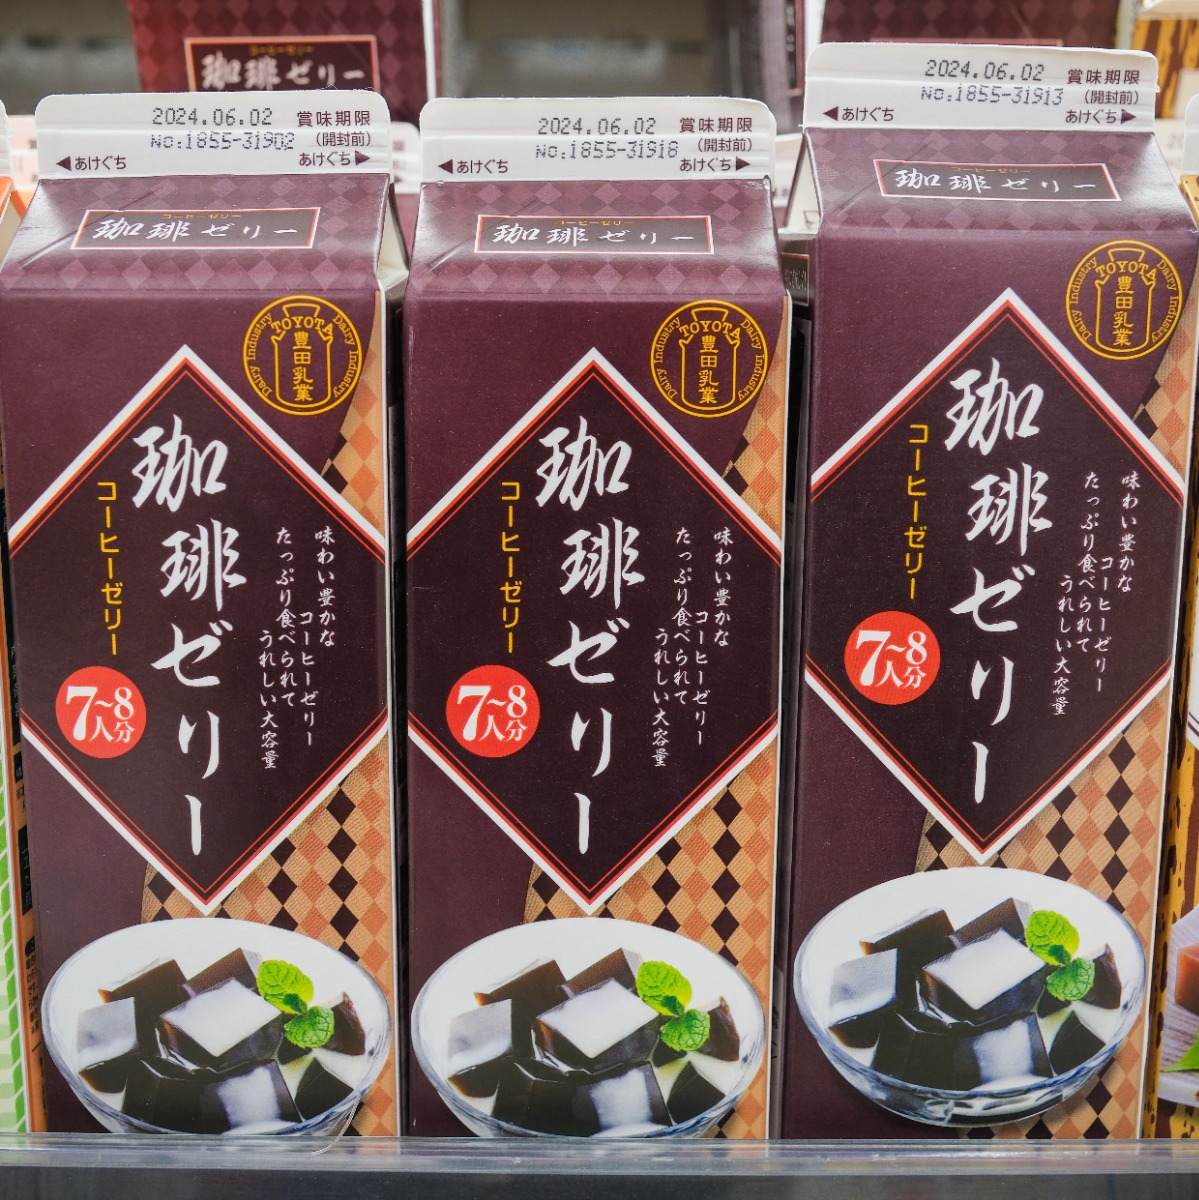 珈琲ゼリー
2024.06.02 賞味期限
No:1855-31902 (開封前)
◀あけぐち あけぐち▶
コーヒーゼリー
珈琲ゼリー
TOYOTA
Dairy Industry
Dairy Industry
豊田乳業
珈琲ゼリー
コーヒーゼリー
味わい豊かな
コーヒーゼリー
たっぷり食べられて
うれしい大容量
7~8
人分
2024.06.02 賞味期限
No:1855-31918 (開封前)
◀あけぐち あけぐち▶
コーヒーゼリー
珈琲ゼリー
TOYOTA
Dairy Industry
Dairy Industry
豊田乳業
珈琲ゼリー
コーヒーゼリー
味わい豊かな
コーヒーゼリー
たっぷり食べられて
うれしい大容量
7~8
人分
2024.06.02 賞味期限
No:1855-31913 (開封前)
◀あけぐち あけぐち▶
コーヒーゼリー
珈琲ゼリー
TOYOTA
Dairy Industry
Dairy Industry
豊田乳業
珈琲ゼリー
コーヒーゼリー
味わい豊かな
コーヒーゼリー
たっぷり食べられて
うれしい大容量
7~8
人分